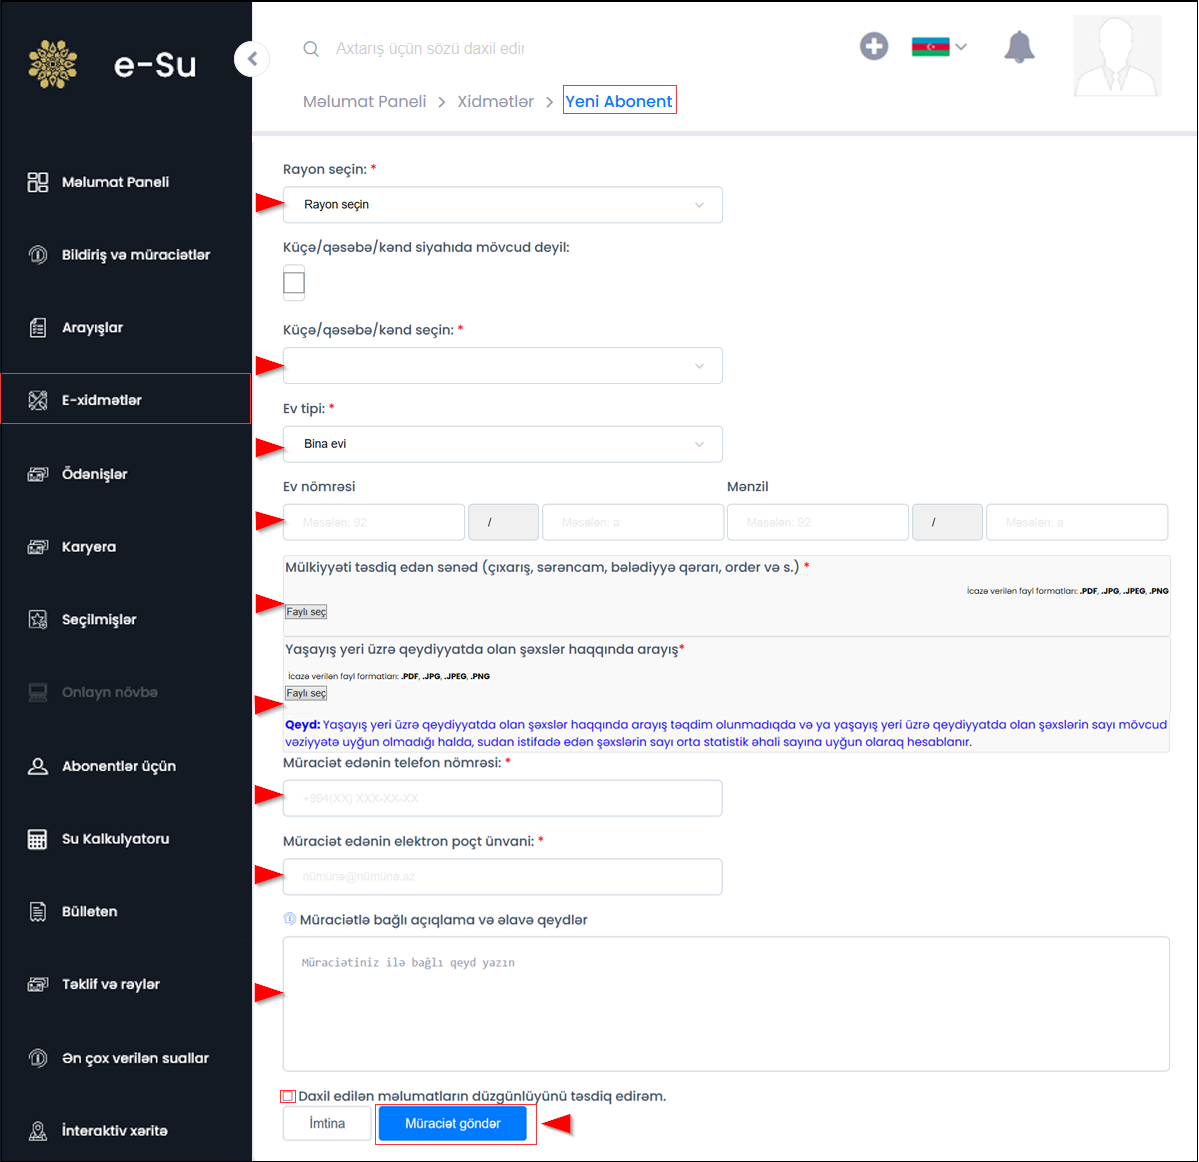 e-Su
Axtarış üçün sözü daxil edir
Məlumat Paneli > Xidmətlər > Yeni Abonent
Məlumat Paneli
Bildiriş və müraciətlər
Arayışlar
E-xidmətlər
Ödənişlər
Karyera
Seçilmişlər
Onlayn növbə
Abonentlər üçün
Su Kalkulyatoru
Bülleten
Təklif və rəylər
Ən çox verilən suallar
İnteraktiv xəritə
Rayon seçin: *
Rayon seçin
Küçə/qəsəbə/kənd siyahıda mövcud deyil:
Küçə/qəsəbə/kənd seçin: *
Ev tipi: *
Bina evi
Ev nömrəsi Mənzil
Məsələn: 92 / Məsələn: a Məsələn: 92 / Məsələn: a
Mülkiyyəti təsdiq edən sənəd (çıxarış, sərəncam, bələdiyyə qərarı, order və s.) *
İcazə verilən fayl formatları: .PDF, .JPG, .JPEG, .PNG
Faylı seç
Yaşayış yeri üzrə qeydiyyatda olan şəxslər haqqında arayış*
İcazə verilən fayl formatları: .PDF, .JPG, .JPEG, .PNG
Faylı seç
Qeyd: Yaşayış yeri üzrə qeydiyyatda olan şəxslər haqqında arayış təqdim olunmadıqda və ya yaşayış yeri üzrə qeydiyyatda olan şəxslərin sayı mövcud
vəziyyətə uyğun olmadığı halda, sudan istifadə edən şəxslərin sayı orta statistik əhali sayına uyğun olaraq hesablanır.
Müraciət edənin telefon nömrəsi: *
+994(XX) XXX-XX-XX
Müraciət edənin elektron poçt ünvani: *
nümünə@nümünə.az
Müraciətlə bağlı açıqlama və əlavə qeydlər
Müraciətiniz ilə bağlı qeyd yazın
Daxil edilən məlumatların düzgünlüyünü təsdiq edirəm.
İmtina Müraciət göndər